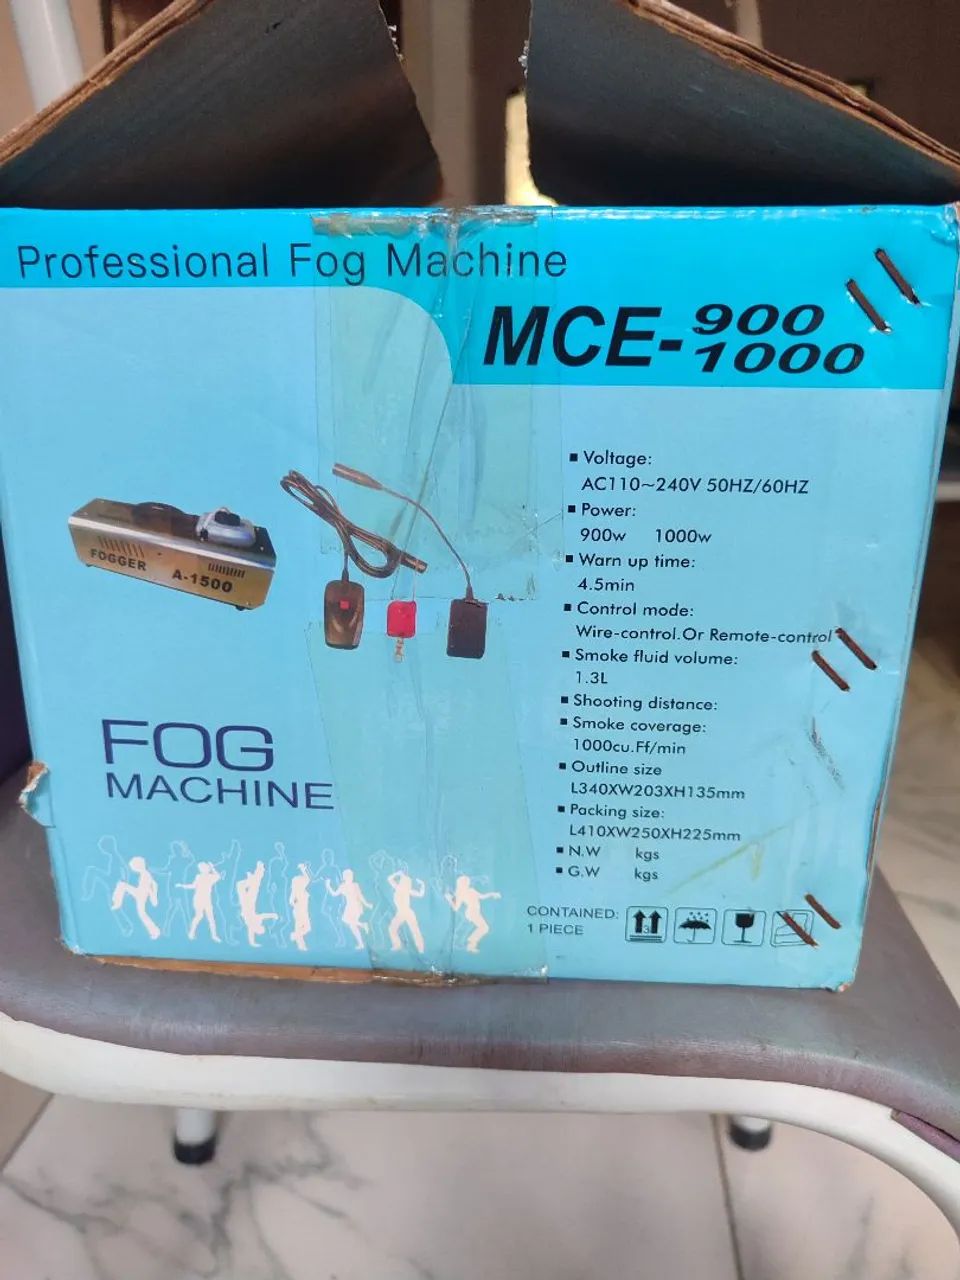 Professional Fog Machine
MCE-900
1000
FOGGER A-1500
FOG
MACHINE
Voltage:
AC110~240V 50HZ/60HZ
Power:
900w 1000w
Warn up time:
4.5min
Control mode:
Wire-control.Or Remote-control
Smoke fluid volume:
1.3L
Shooting distance:
Smoke coverage:
1000cu.Ff/min
Outline size
L340XW203XH135mm
Packing size:
L410XW250XH225mm
N.W kgs
G.W kgs
CONTAINED:
1 PIECE
3